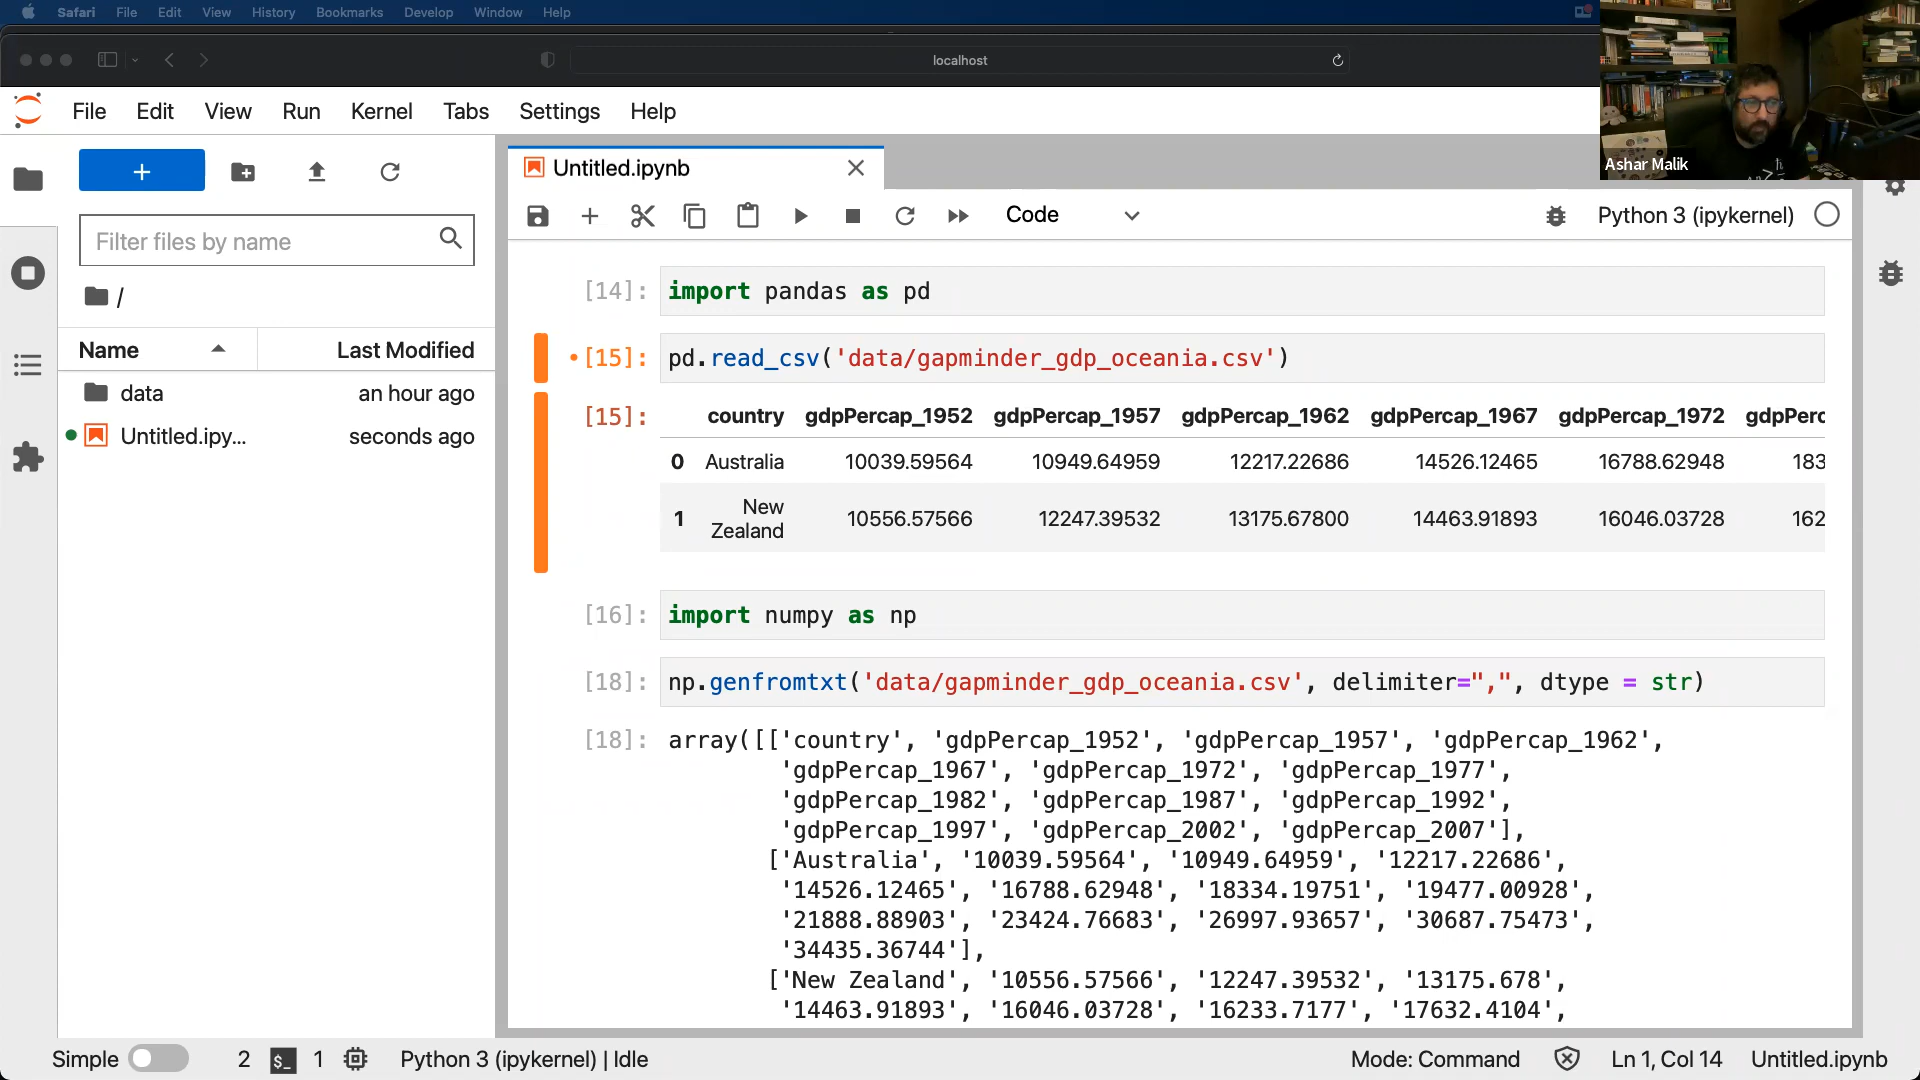 Safari File Edit View History Bookmarks Develop Window Help
localhost
Ashar Malik
File Edit View Run Kernel Tabs Settings Help
+
Untitled.ipynb
Filter files by name
Code
Python 3 (ipykernel)
/
Name Last Modified
data an hour ago
Untitled.ipy... seconds ago
[14]: import pandas as pd
[15]: pd.read_csv('data/gapminder_gdp_oceania.csv')
[15]: country gdpPercap_1952 gdpPercap_1957 gdpPercap_1962 gdpPercap_1967 gdpPercap_1972 gdpPerc
0 Australia 10039.59564 10949.64959 12217.22686 14526.12465 16788.62948 183
1 New Zealand 10556.57566 12247.39532 13175.67800 14463.91893 16046.03728 162
[16]: import numpy as np
[18]: np.genfromtxt('data/gapminder_gdp_oceania.csv', delimiter=",", dtype = str)
[18]: array([['country', 'gdpPercap_1952', 'gdpPercap_1957', 'gdpPercap_1962',
'gdpPercap_1967', 'gdpPercap_1972', 'gdpPercap_1977',
'gdpPercap_1982', 'gdpPercap_1987', 'gdpPercap_1992',
'gdpPercap_1997', 'gdpPercap_2002', 'gdpPercap_2007'],
['Australia', '10039.59564', '10949.64959', '12217.22686',
'14526.12465', '16788.62948', '18334.19751', '19477.00928',
'21888.88903', '23424.76683', '26997.93657', '30687.75473',
'34435.36744'],
['New Zealand', '10556.57566', '12247.39532', '13175.678',
'14463.91893', '16046.03728', '16233.7177', '17632.4104',
Simple 2 $_ 1 Python 3 (ipykernel) | Idle Mode: Command Ln 1, Col 14 Untitled.ipynb